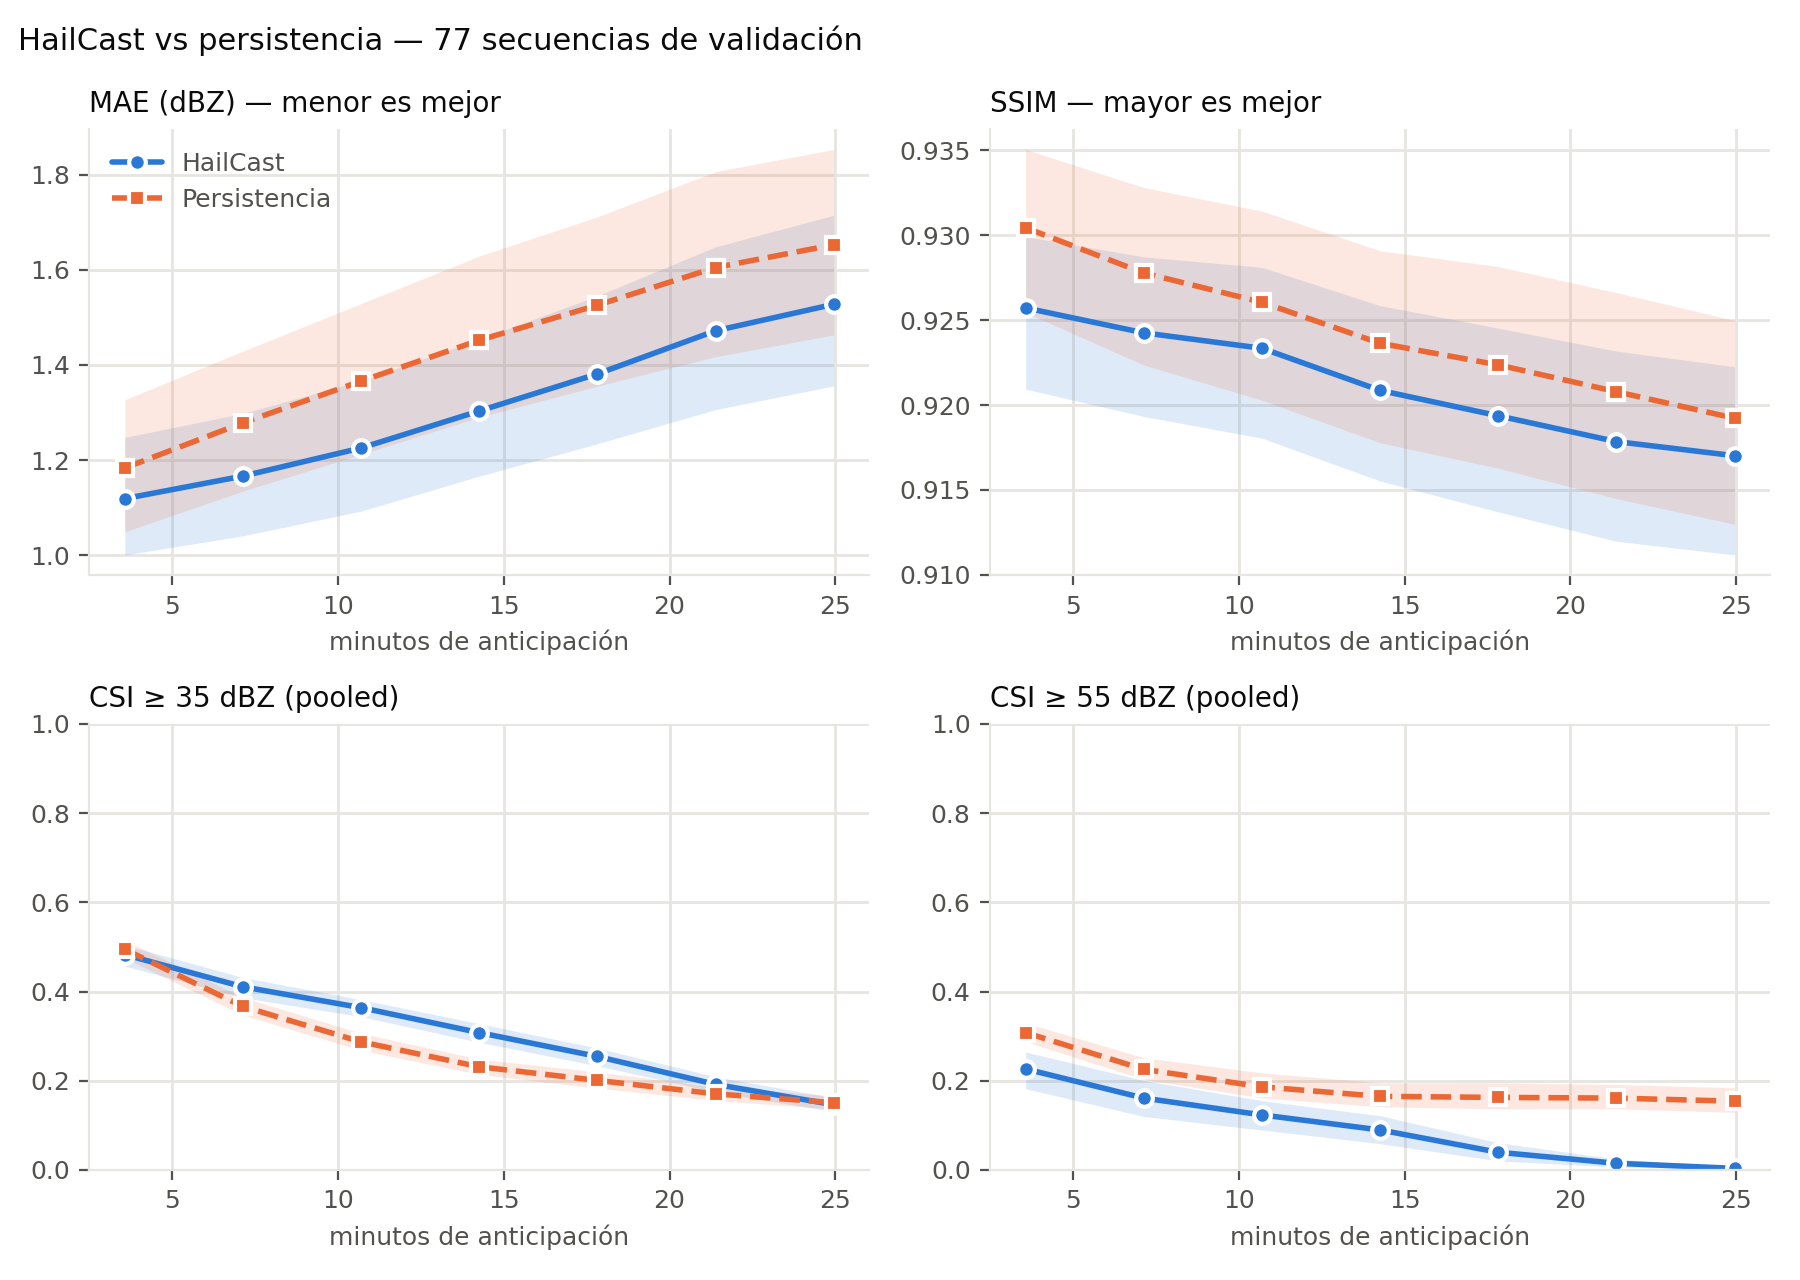 HailCast vs persistencia — 77 secuencias de validación
MAE (dBZ) — menor es mejor
HailCast
Persistencia
1.8
1.6
1.4
1.2
1.0
5 10 15 20 25
minutos de anticipación
SSIM — mayor es mejor
0.935
0.930
0.925
0.920
0.915
0.910
5 10 15 20 25
minutos de anticipación
CSI ≥ 35 dBZ (pooled)
1.0
0.8
0.6
0.4
0.2
0.0
5 10 15 20 25
minutos de anticipación
CSI ≥ 55 dBZ (pooled)
1.0
0.8
0.6
0.4
0.2
0.0
5 10 15 20 25
minutos de anticipación